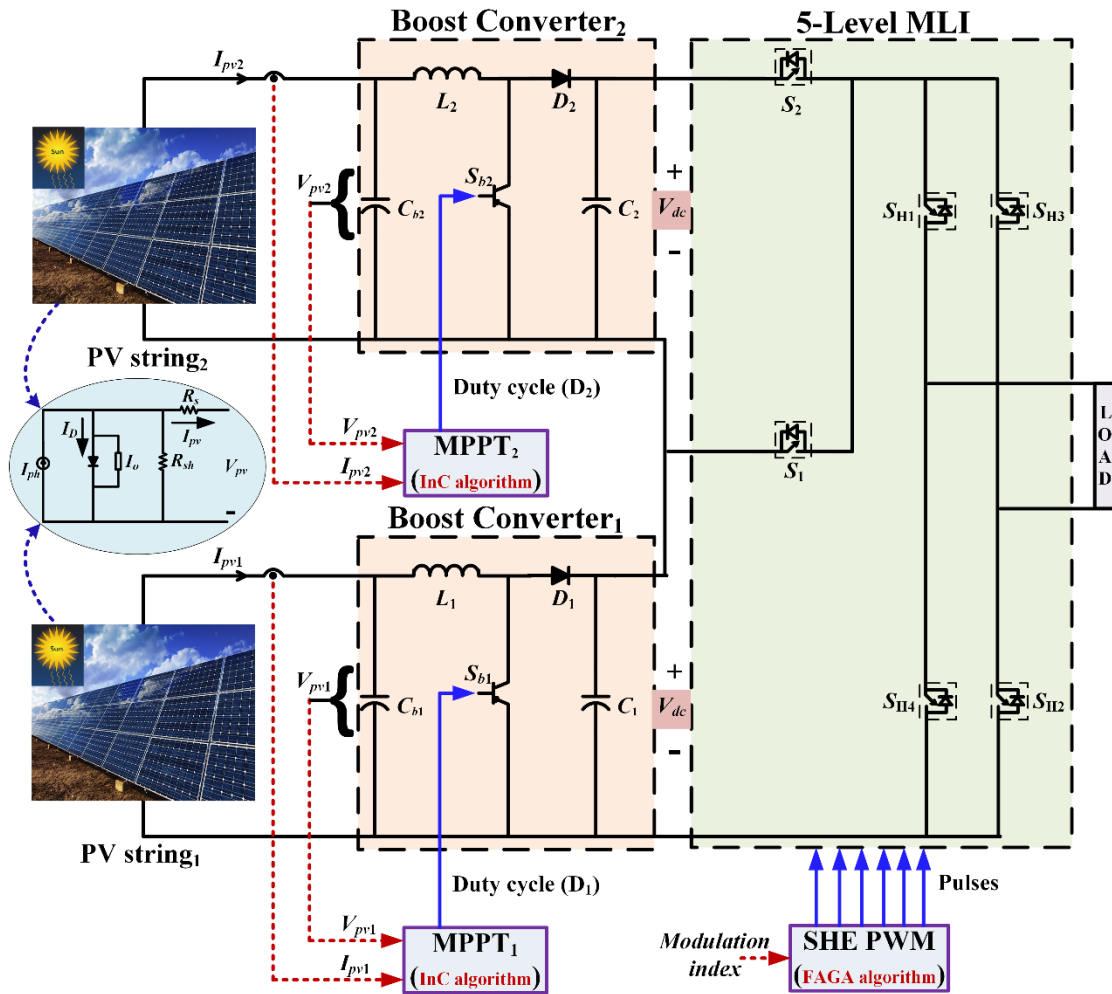 Boost Converter2
5-Level MLI
Ipv2
L2
D2
S2
Sun
Vpv2
{
Sb2
Cb2
C2
+
Vdc
-
SH1
SH3
PV string2
Duty cycle (D2)
Rs
ID
Ipv
Iph
Io
Rsh
Vpv
-
Vpv2
Ipv2
MPPT2
(InC algorithm)
S1
LOAD
Boost Converter1
Ipv1
L1
D1
Sun
Vpv1
{
Sb1
Cb1
C1
+
Vdc
-
SH4
SH2
PV string1
Duty cycle (D1)
Pulses
Vpv1
Ipv1
MPPT1
(InC algorithm)
Modulation
index
SHE PWM
(FAGA algorithm)